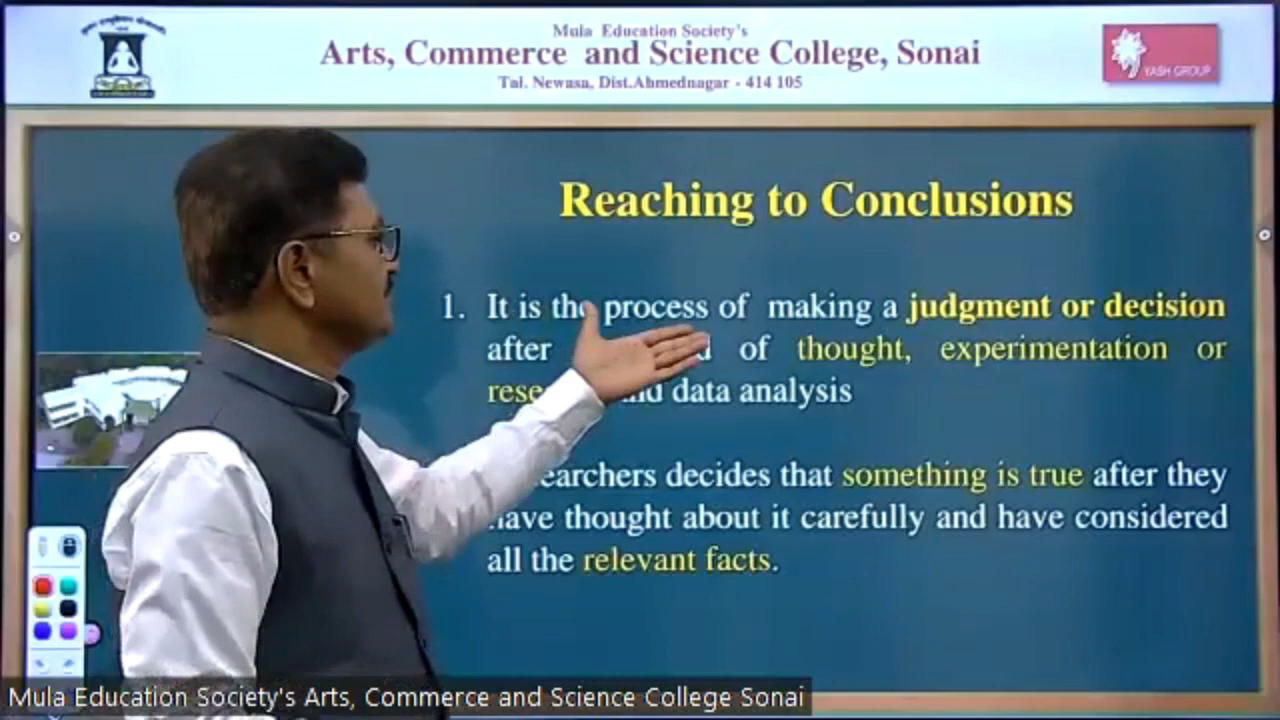 Mula Education Society's
Arts, Commerce and Science College, Sonai
Tal. Newasa, Dist.Ahmednagar - 414 105
YASH GROUP
Reaching to Conclusions
1. It is the process of making a judgment or decision
after of thought, experimentation or
data analysis
decides that something is true after they
have thought about it carefully and have considered
all the relevant facts.
Mula Education Society's Arts, Commerce and Science College Sonai